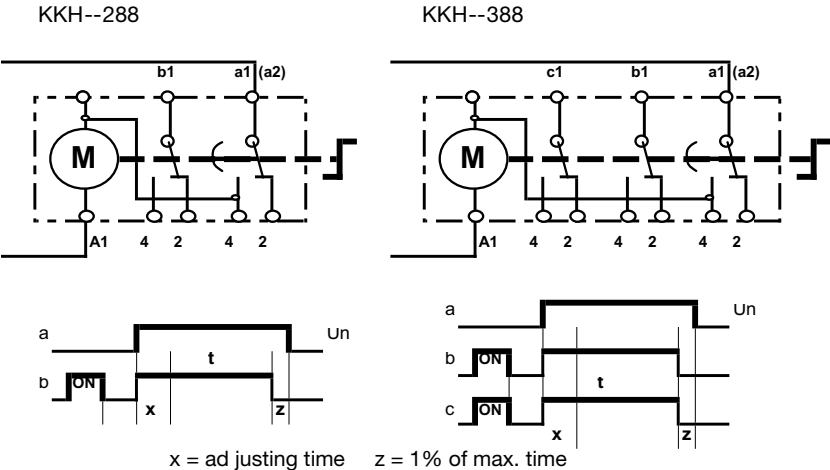 KKH--288 KKH--388
b1 a1 (a2) c1 b1 a1 (a2)
M M
A1 4 2 4 2 A1 4 2 4 2 4 2
a Un a Un
t
b ON b ON
t
x z c ON
x z
x = ad justing time z = 1% of max. time